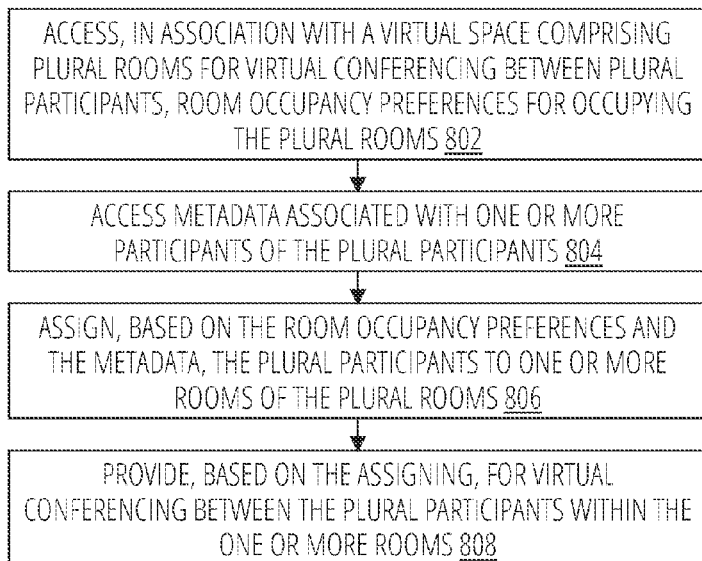 ACCESS, IN ASSOCIATION WITH A VIRTUAL SPACE COMPRISING
PLURAL ROOMS FOR VIRTUAL CONFERENCING BETWEEN PLURAL
PARTICIPANTS, ROOM OCCUPANCY PREFERENCES FOR OCCUPYING
THE PLURAL ROOMS 802
ACCESS METADATA ASSOCIATED WITH ONE OR MORE
PARTICIPANTS OF THE PLURAL PARTICIPANTS 804
ASSIGN, BASED ON THE ROOM OCCUPANCY PREFERENCES AND
THE METADATA, THE PLURAL PARTICIPANTS TO ONE OR MORE
ROOMS OF THE PLURAL ROOMS 806
PROVIDE, BASED ON THE ASSIGNING, FOR VIRTUAL
CONFERENCING BETWEEN THE PLURAL PARTICIPANTS WITHIN THE
ONE OR MORE ROOMS 808